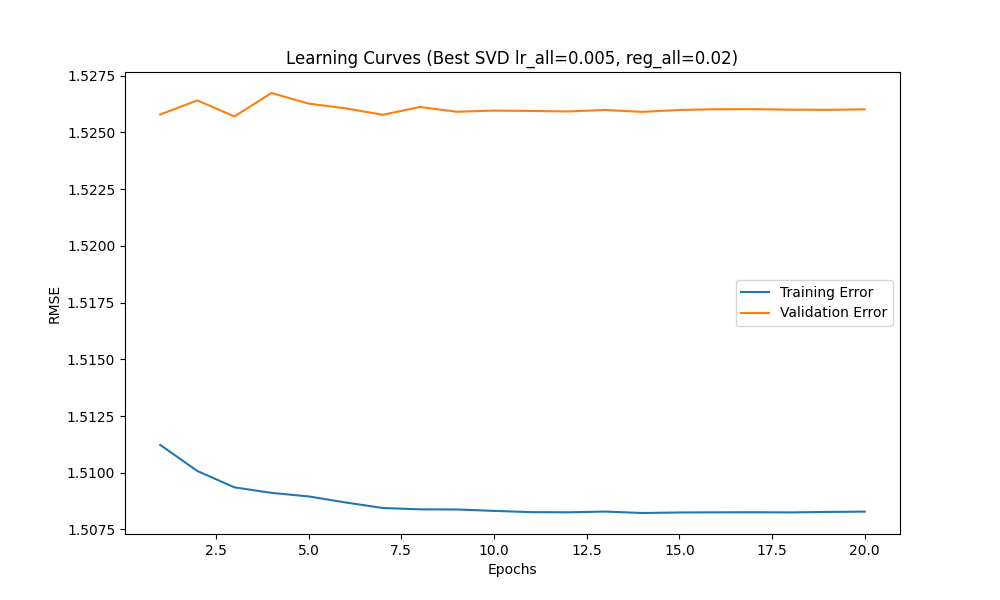 Learning Curves (Best SVD lr_all=0.005, reg_all=0.02)
1.5275
1.5250
1.5225
1.5200
1.5175
1.5150
1.5125
1.5100
1.5075
RMSE
Training Error
Validation Error
2.5 5.0 7.5 10.0 12.5 15.0 17.5 20.0
Epochs